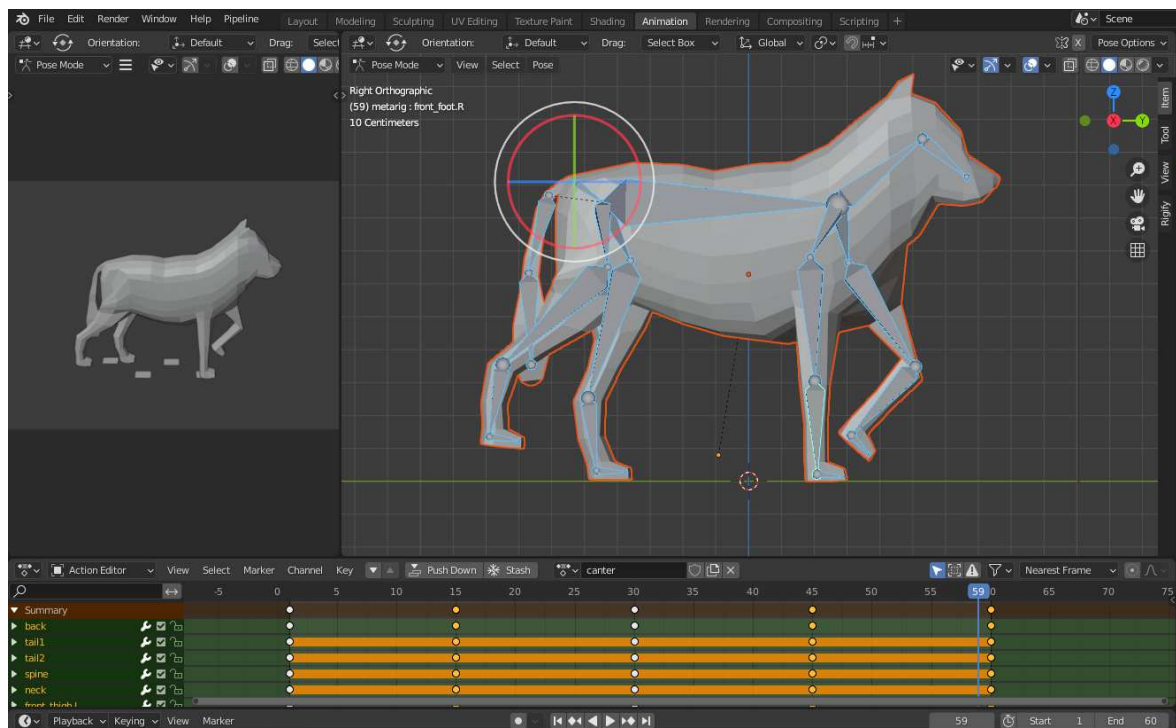 File Edit Render Window Help Pipeline Layout Modeling Sculpting UV Editing Texture Paint Shading Animation Rendering Compositing Scripting + Scene
Orientation: Default Drag: Select Orientation: Default Drag: Select Box Global X Pose Options
Pose Mode Pose Mode View Select Pose
Right Orthographic
(59) metarig : front_foot.R
10 Centimeters
Z
X
Y
Item
Tool
View
Rigify
Action Editor View Select Marker Channel Key Push Down Stash canter Nearest Frame
-5 0 5 10 15 20 25 30 35 40 45 50 55 59 60 65 70 75
Summary
back
tail1
tail2
spine
neck
front_thigh.L
Playback Keying View Marker 59 Start 1 End 60